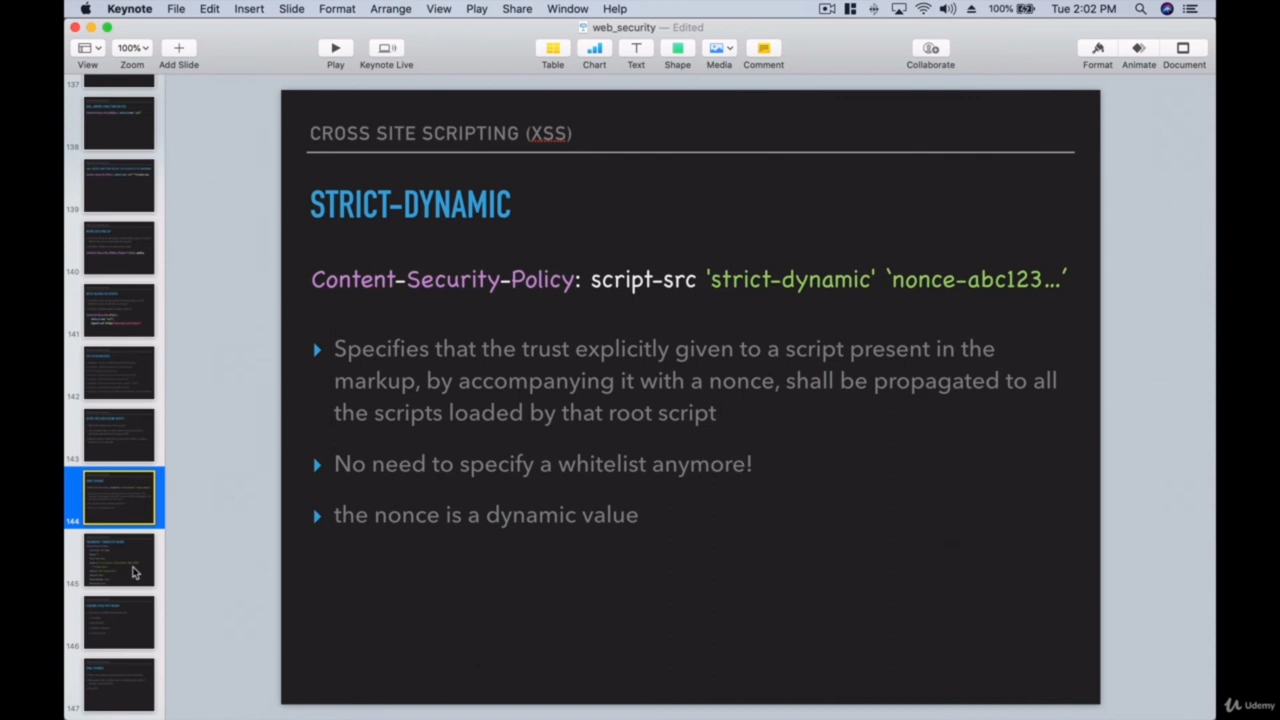 Keynote File Edit Insert Slide Format Arrange View Play Share Window Help 100% Tue 2:02 PM
web_security — Edited
100%
View Zoom Add Slide Play Keynote Live Table Chart Text Shape Media Comment Collaborate Format Animate Document
137
138
139
140
141
142
143
144
145
146
147
CROSS SITE SCRIPTING (XSS)
STRICT-DYNAMIC
Content-Security-Policy: script-src 'strict-dynamic' ‘nonce-abc123...’
Specifies that the trust explicitly given to a script present in the
markup, by accompanying it with a nonce, shall be propagated to all
the scripts loaded by that root script
No need to specify a whitelist anymore!
the nonce is a dynamic value
Udemy